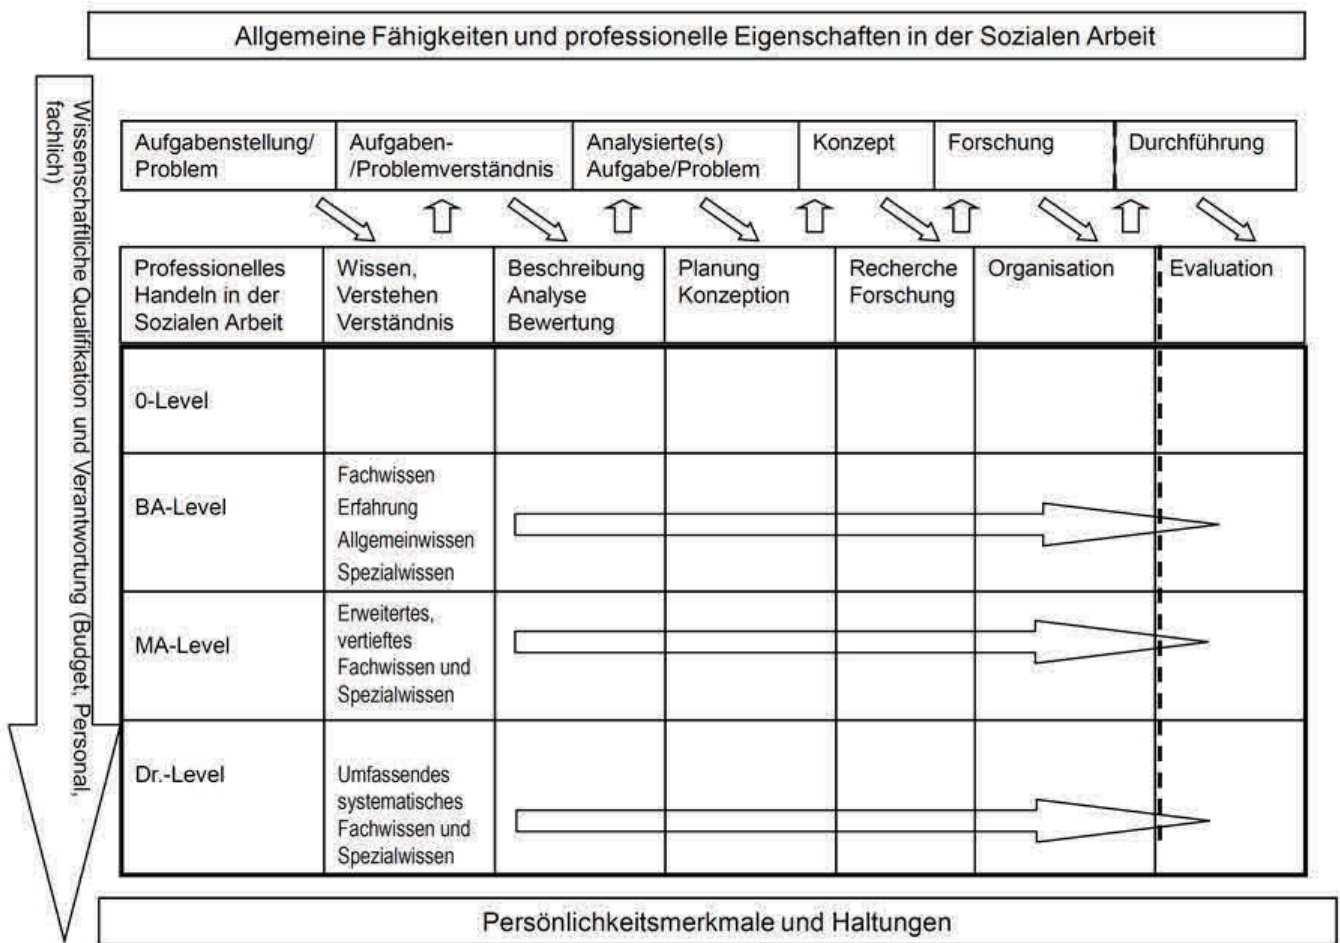 Allgemeine Fähigkeiten und professionelle Eigenschaften in der Sozialen Arbeit
Wissenschaftliche Qualifikation und Verantwortung (Budget, Personal,
fachlich)
Aufgabenstellung/
Problem
Aufgaben-
/Problemverständnis
Analysierte(s)
Aufgabe/Problem
Konzept
Forschung
Durchführung
Professionelles
Handeln in der
Sozialen Arbeit
Wissen,
Verstehen
Verständnis
Beschreibung
Analyse
Bewertung
Planung
Konzeption
Recherche
Forschung
Organisation
Evaluation
0-Level
BA-Level
Fachwissen
Erfahrung
Allgemeinwissen
Spezialwissen
MA-Level
Erweitertes,
vertieftes
Fachwissen und
Spezialwissen
Dr.-Level
Umfassendes
systematisches
Fachwissen und
Spezialwissen
Persönlichkeitsmerkmale und Haltungen